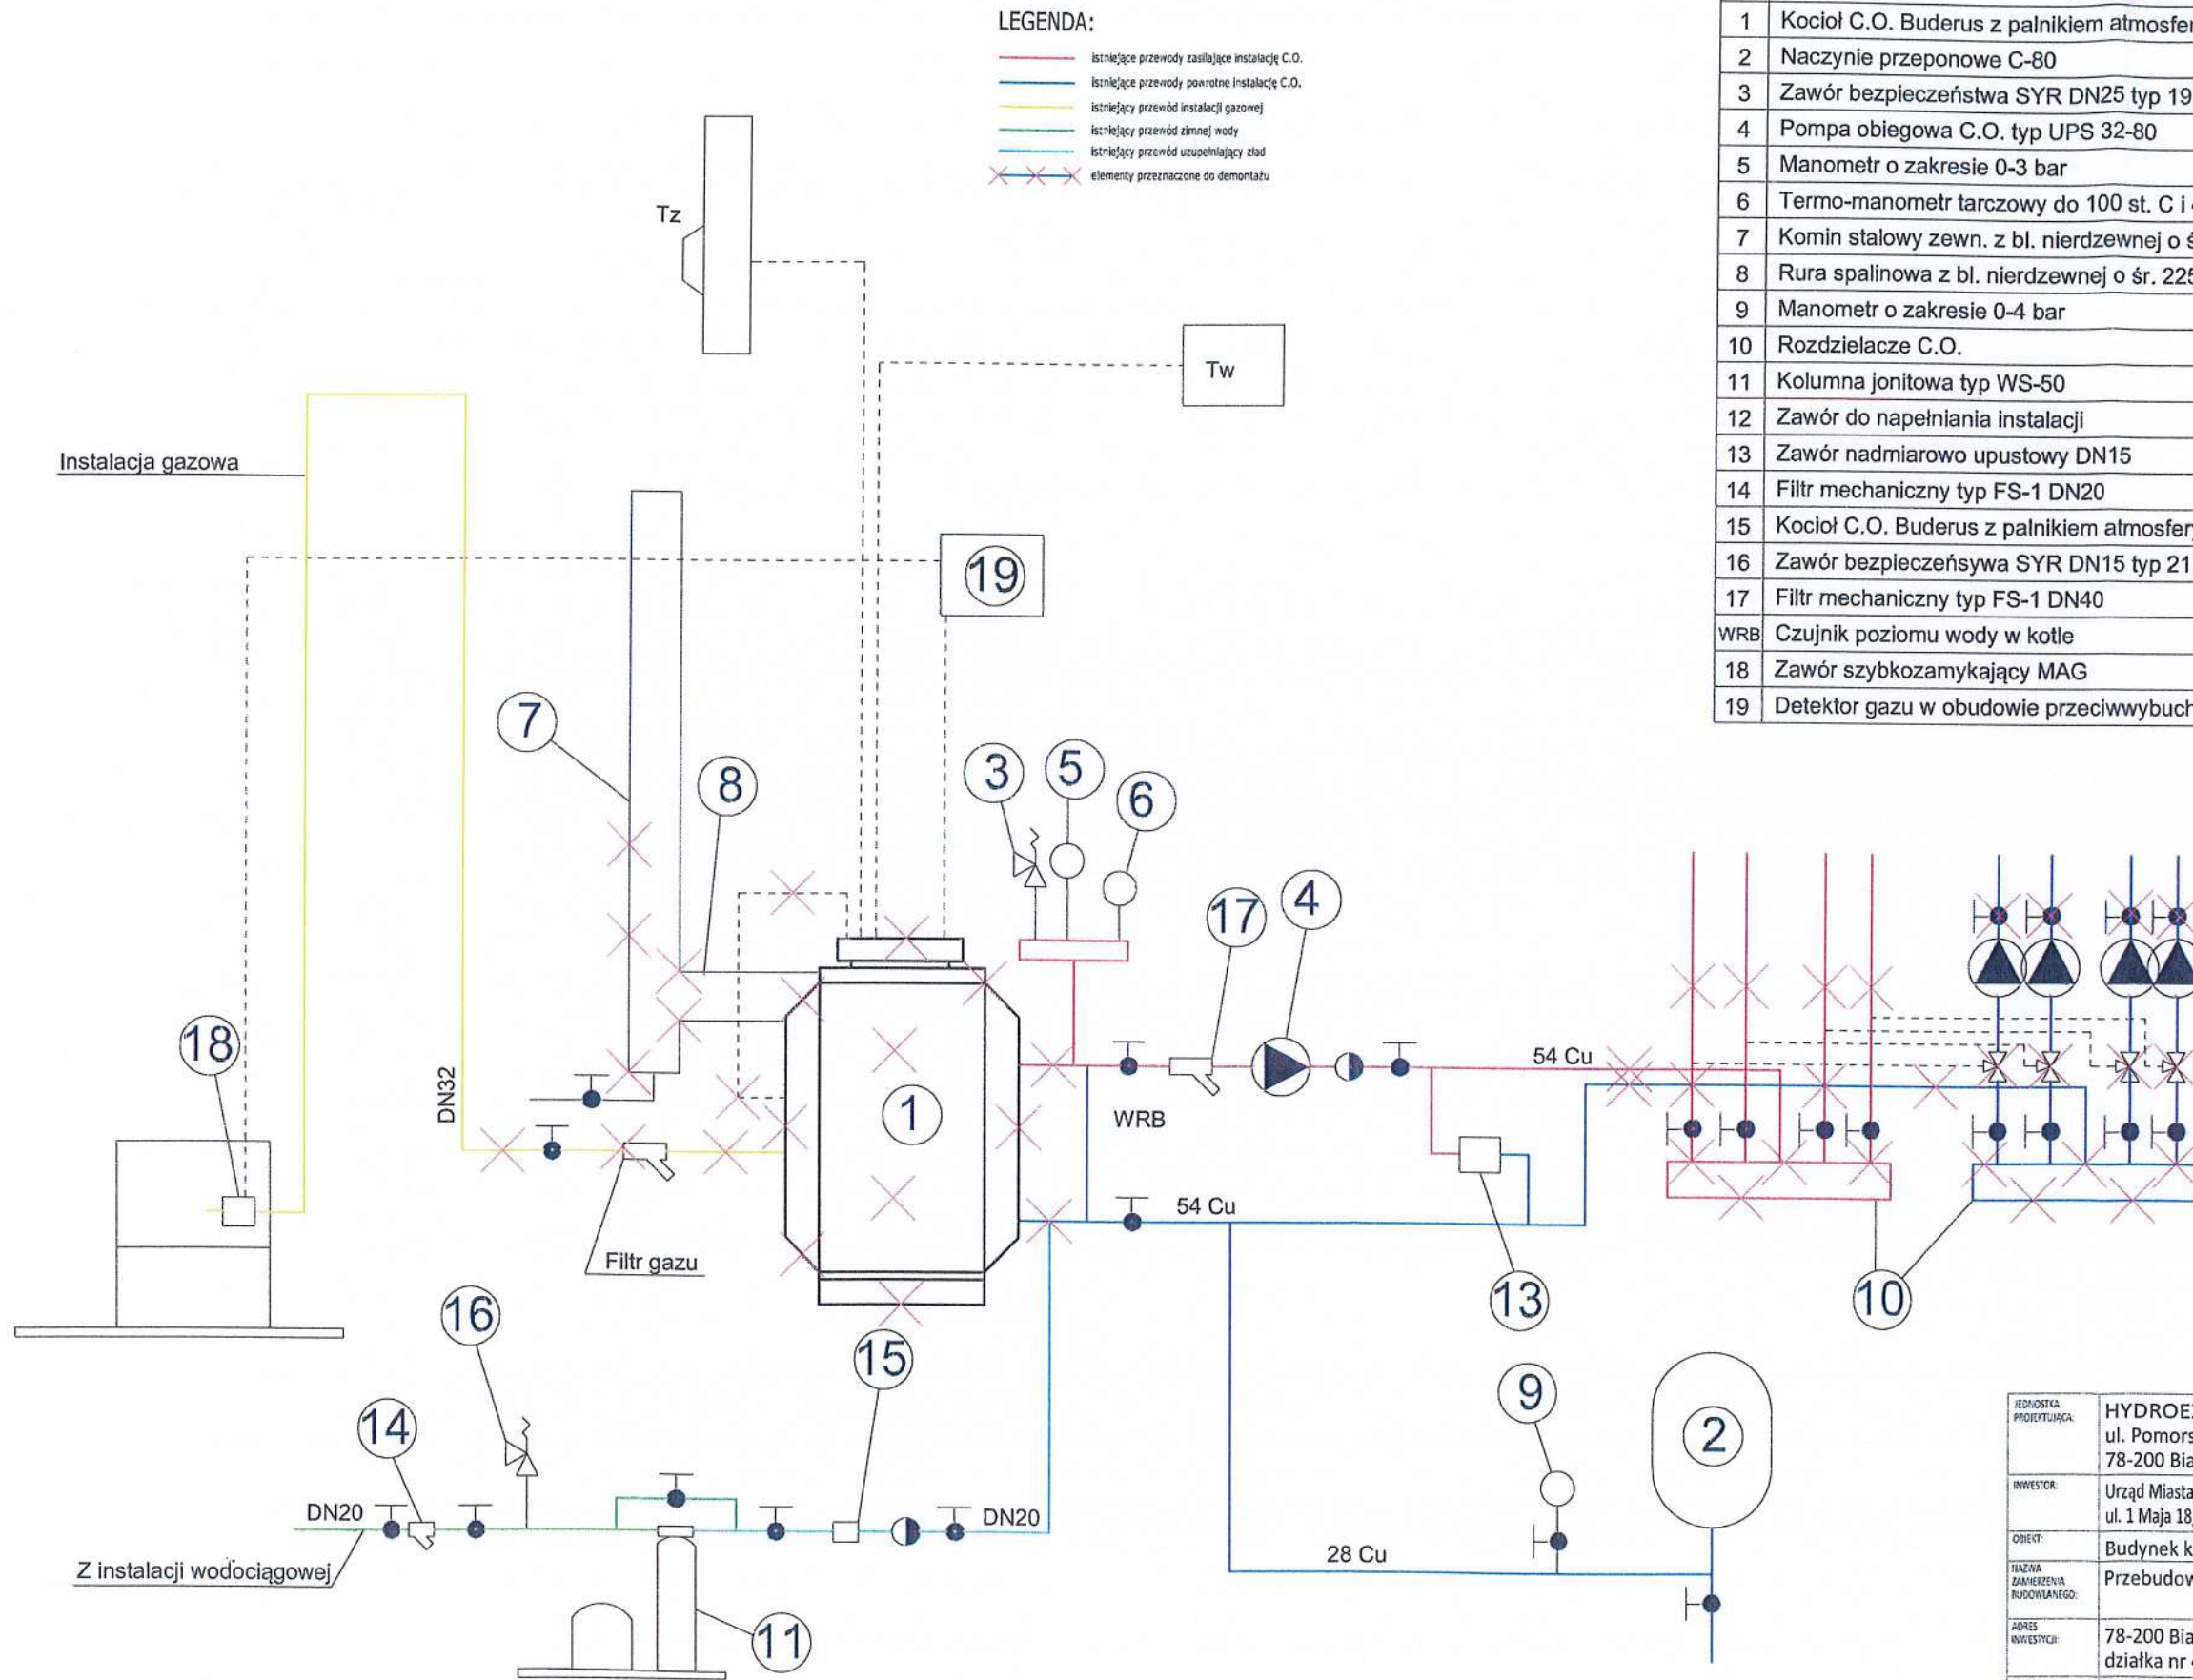 LEGENDA:
istniejące przewody zasilające instalację C.O.
istniejące przewody powrotne instalację C.O.
istniejący przewód instalacji gazowej
istniejący przewód zimnej wody
istniejący przewód uzupełniający zład
elementy przeznaczone do demontażu
1 Kocioł C.O. Buderus z palnikiem atmosfer
2 Naczynie przeponowe C-80
3 Zawór bezpieczeństwa SYR DN25 typ 19
4 Pompa obiegowa C.O. typ UPS 32-80
5 Manometr o zakresie 0-3 bar
6 Termo-manometr tarczowy do 100 st. C i
7 Komin stalowy zewn. z bl. nierdzewnej o ś
8 Rura spalinowa z bl. nierdzewnej o śr. 225
9 Manometr o zakresie 0-4 bar
10 Rozdzielacze C.O.
11 Kolumna jonitowa typ WS-50
12 Zawór do napełniania instalacji
13 Zawór nadmiarowo upustowy DN15
14 Filtr mechaniczny typ FS-1 DN20
15 Kocioł C.O. Buderus z palnikiem atmosfery
16 Zawór bezpieczeńsywa SYR DN15 typ 21
17 Filtr mechaniczny typ FS-1 DN40
WRB Czujnik poziomu wody w kotle
18 Zawór szybkozamykający MAG
19 Detektor gazu w obudowie przeciwwybuch
Tz
Tw
Instalacja gazowa
19
7
8
3
5
6
17
4
18
DN32
1
WRB
54 Cu
54 Cu
Filtr gazu
13
10
16
15
14
9
2
DN20
DN20
28 Cu
Z instalacji wodociągowej
11
JEDNOSTKA PROJEKTUJĄCA: HYDROE
ul. Pomors
78-200 Bia
INWESTOR: Urząd Miasta
ul. 1 Maja 18,
OBIEKT: Budynek k
NAZWA ZAMIERZENIA BUDOWLANEGO: Przebudow
ADRES INWESTYCJI: 78-200 Bia
działka nr